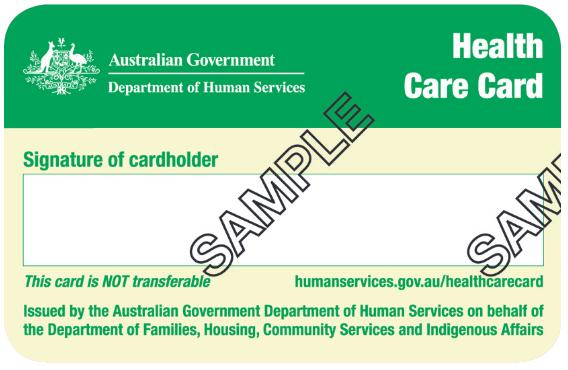 Australian Government
Department of Human Services
Health
Care Card
Signature of cardholder
SAMPLE
SAM
This card is NOT transferable
humanservices.gov.au/healthcarecard
Issued by the Australian Government Department of Human Services on behalf of
the Department of Families, Housing, Community Services and Indigenous Affairs